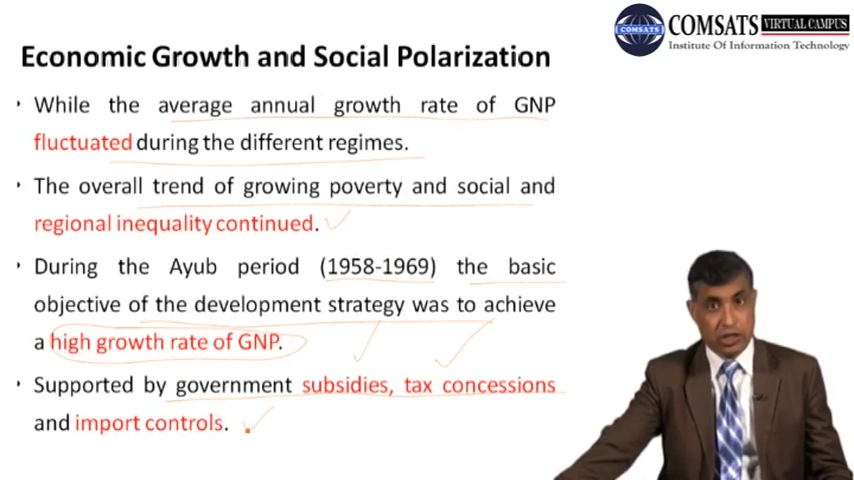 COMSATS VIRTUAL CAMPUS
COMSATS
Institute Of Information Technology
Economic Growth and Social Polarization
While the average annual growth rate of GNP
fluctuated during the different regimes.
The overall trend of growing poverty and social and
regional inequality continued.
During the Ayub period (1958-1969) the basic
objective of the development strategy was to achieve
a high growth rate of GNP.
Supported by government subsidies, tax concessions
and import controls.